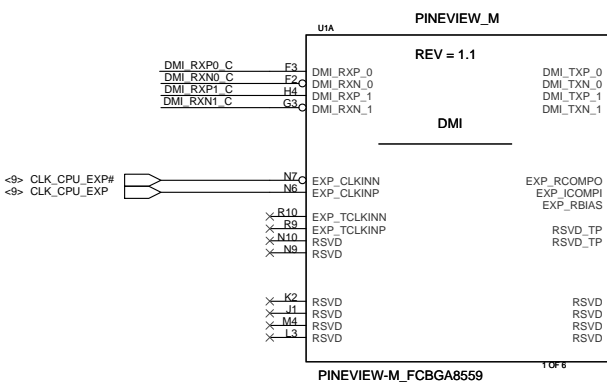 PINEVIEW_M
U1A
REV = 1.1
DMI_RXP0_C F3 DMI_RXP_0 DMI_TXP_0
DMI_RXN0_C F2 DMI_RXN_0 DMI_TXN_0
DMI_RXP1_C H4 DMI_RXP_1 DMI_TXP_1
DMI_RXN1_C G3 DMI_RXN_1 DMI_TXN_1
DMI
<9> CLK_CPU_EXP# N7 EXP_CLKINN EXP_RCOMPO
<9> CLK_CPU_EXP N6 EXP_CLKINP EXP_ICOMPI
EXP_RBIAS
R10 EXP_TCLKINN
R9 EXP_TCLKINP RSVD_TP
N10 RSVD RSVD_TP
N9 RSVD
K2 RSVD RSVD
J1 RSVD RSVD
M4 RSVD RSVD
L3 RSVD RSVD
1 OF 6
PINEVIEW-M_FCBGA8559